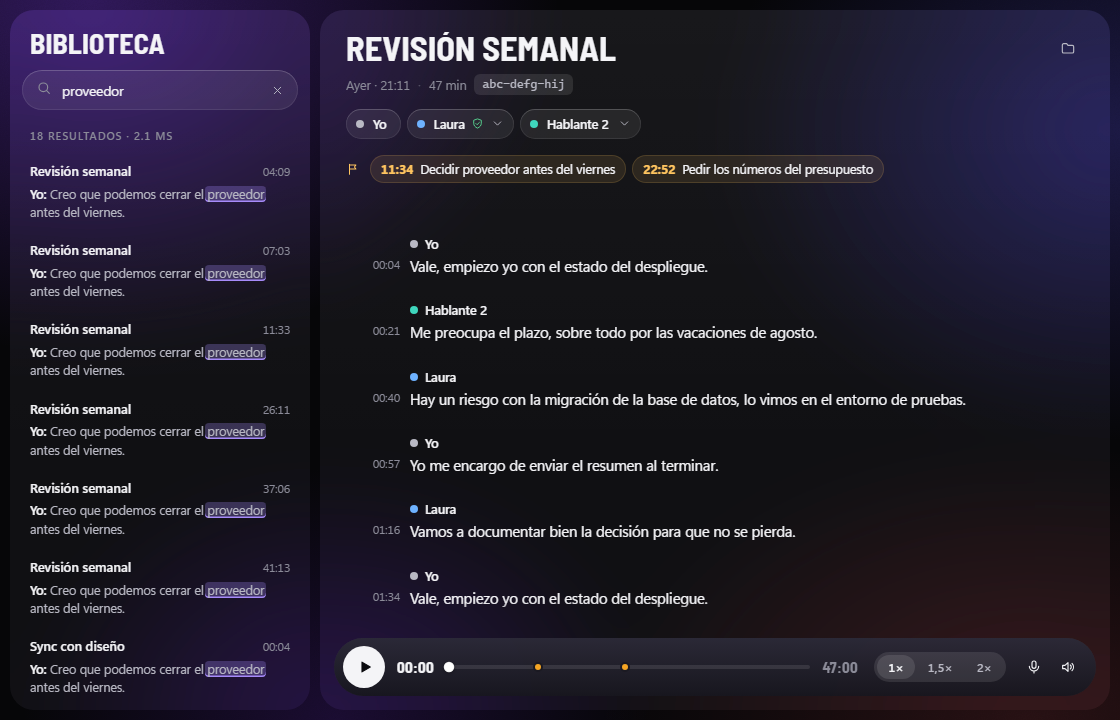 BIBLIOTECA
proveedor
18 RESULTADOS · 2.1 MS
Revisión semanal 04:09
Yo: Creo que podemos cerrar el proveedor
antes del viernes.
Revisión semanal 07:03
Yo: Creo que podemos cerrar el proveedor
antes del viernes.
Revisión semanal 11:33
Yo: Creo que podemos cerrar el proveedor
antes del viernes.
Revisión semanal 26:11
Yo: Creo que podemos cerrar el proveedor
antes del viernes.
Revisión semanal 37:06
Yo: Creo que podemos cerrar el proveedor
antes del viernes.
Revisión semanal 41:13
Yo: Creo que podemos cerrar el proveedor
antes del viernes.
Sync con diseño 00:04
Yo: Creo que podemos cerrar el proveedor
antes del viernes.
REVISIÓN SEMANAL
Ayer · 21:11 · 47 min abc-defg-hij
Yo Laura Hablante 2
11:34 Decidir proveedor antes del viernes 22:52 Pedir los números del presupuesto
Yo
00:04 Vale, empiezo yo con el estado del despliegue.
Hablante 2
00:21 Me preocupa el plazo, sobre todo por las vacaciones de agosto.
Laura
00:40 Hay un riesgo con la migración de la base de datos, lo vimos en el entorno de pruebas.
Yo
00:57 Yo me encargo de enviar el resumen al terminar.
Laura
01:16 Vamos a documentar bien la decisión para que no se pierda.
Yo
01:34 Vale, empiezo yo con el estado del despliegue.
00:00 47:00 1× 1,5× 2×